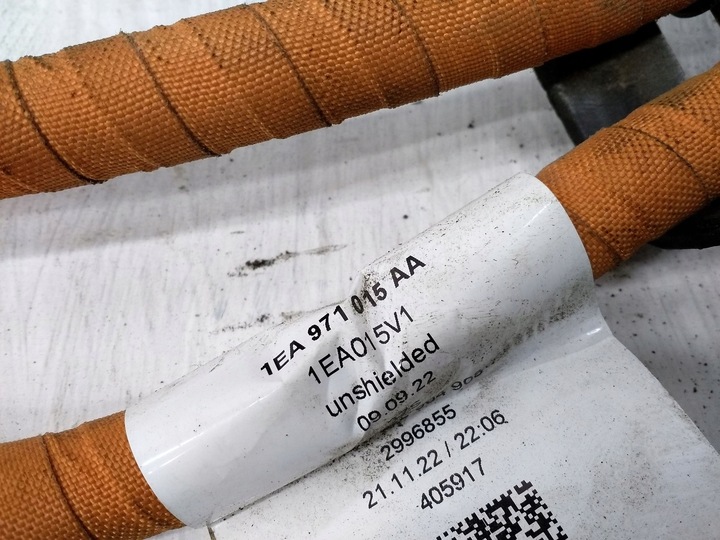 1EA 971 015 AA
1EA015V1
unshielded
09.09.22
2996855
21.11.22 / 22:06
405917